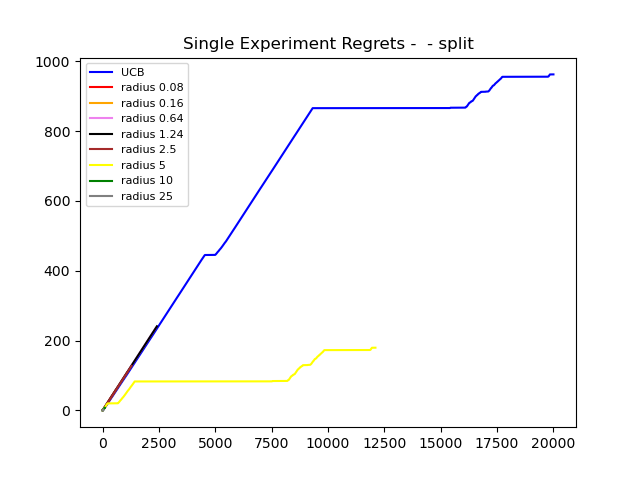 Single Experiment Regrets -  - split
1000
800
600
400
200
0
UCB
radius 0.08
radius 0.16
radius 0.64
radius 1.24
radius 2.5
radius 5
radius 10
radius 25
0 2500 5000 7500 10000 12500 15000 17500 20000